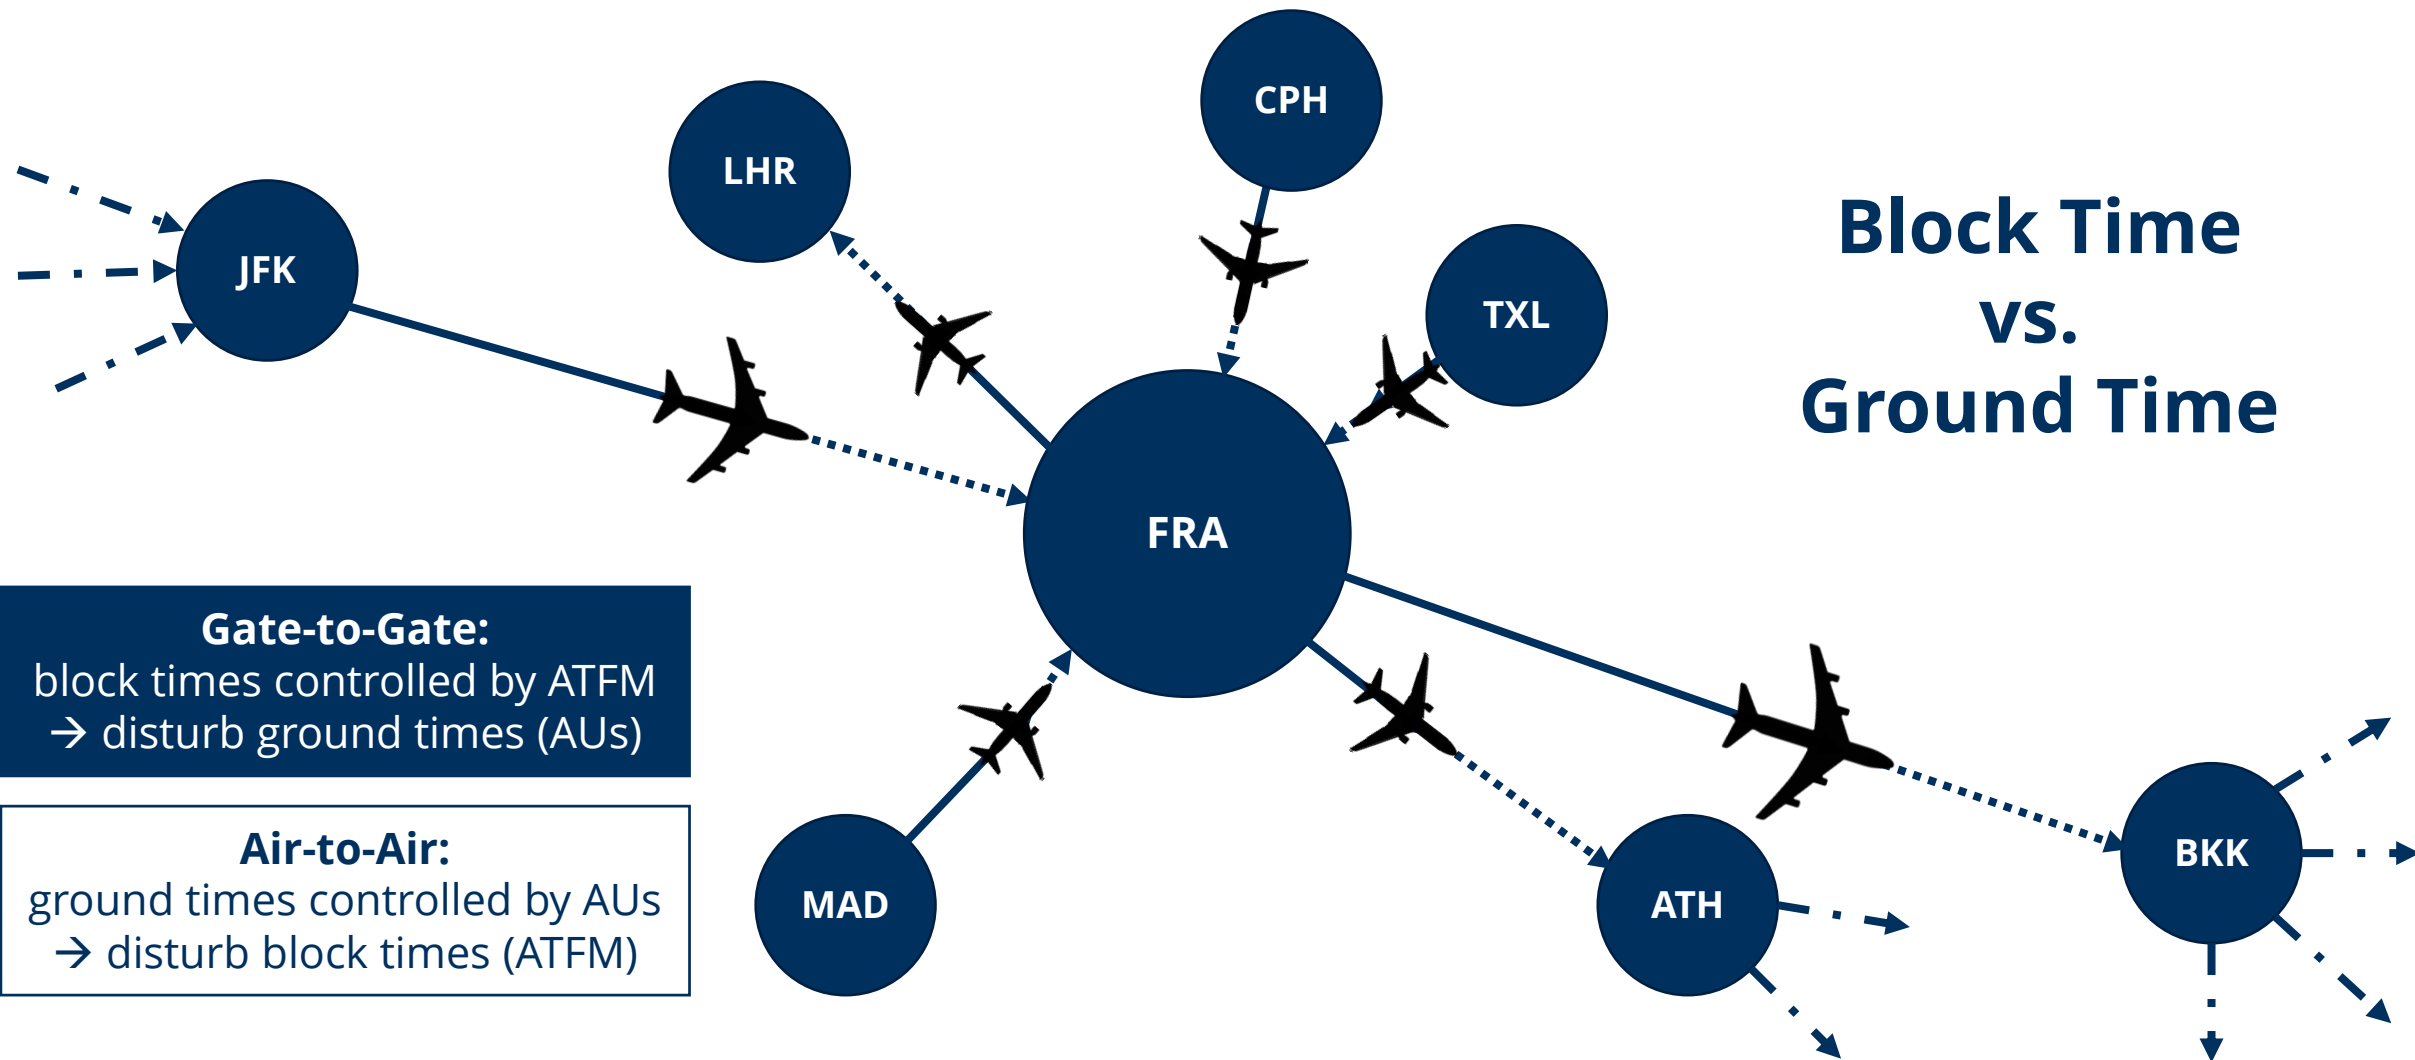 CPH
LHR
TXL
JFK
Block Time
vs.
Ground Time
FRA
Gate-to-Gate:
block times controlled by ATFM
→ disturb ground times (AUs)
Air-to-Air:
ground times controlled by AUs
→ disturb block times (ATFM)
MAD
ATH
BKK